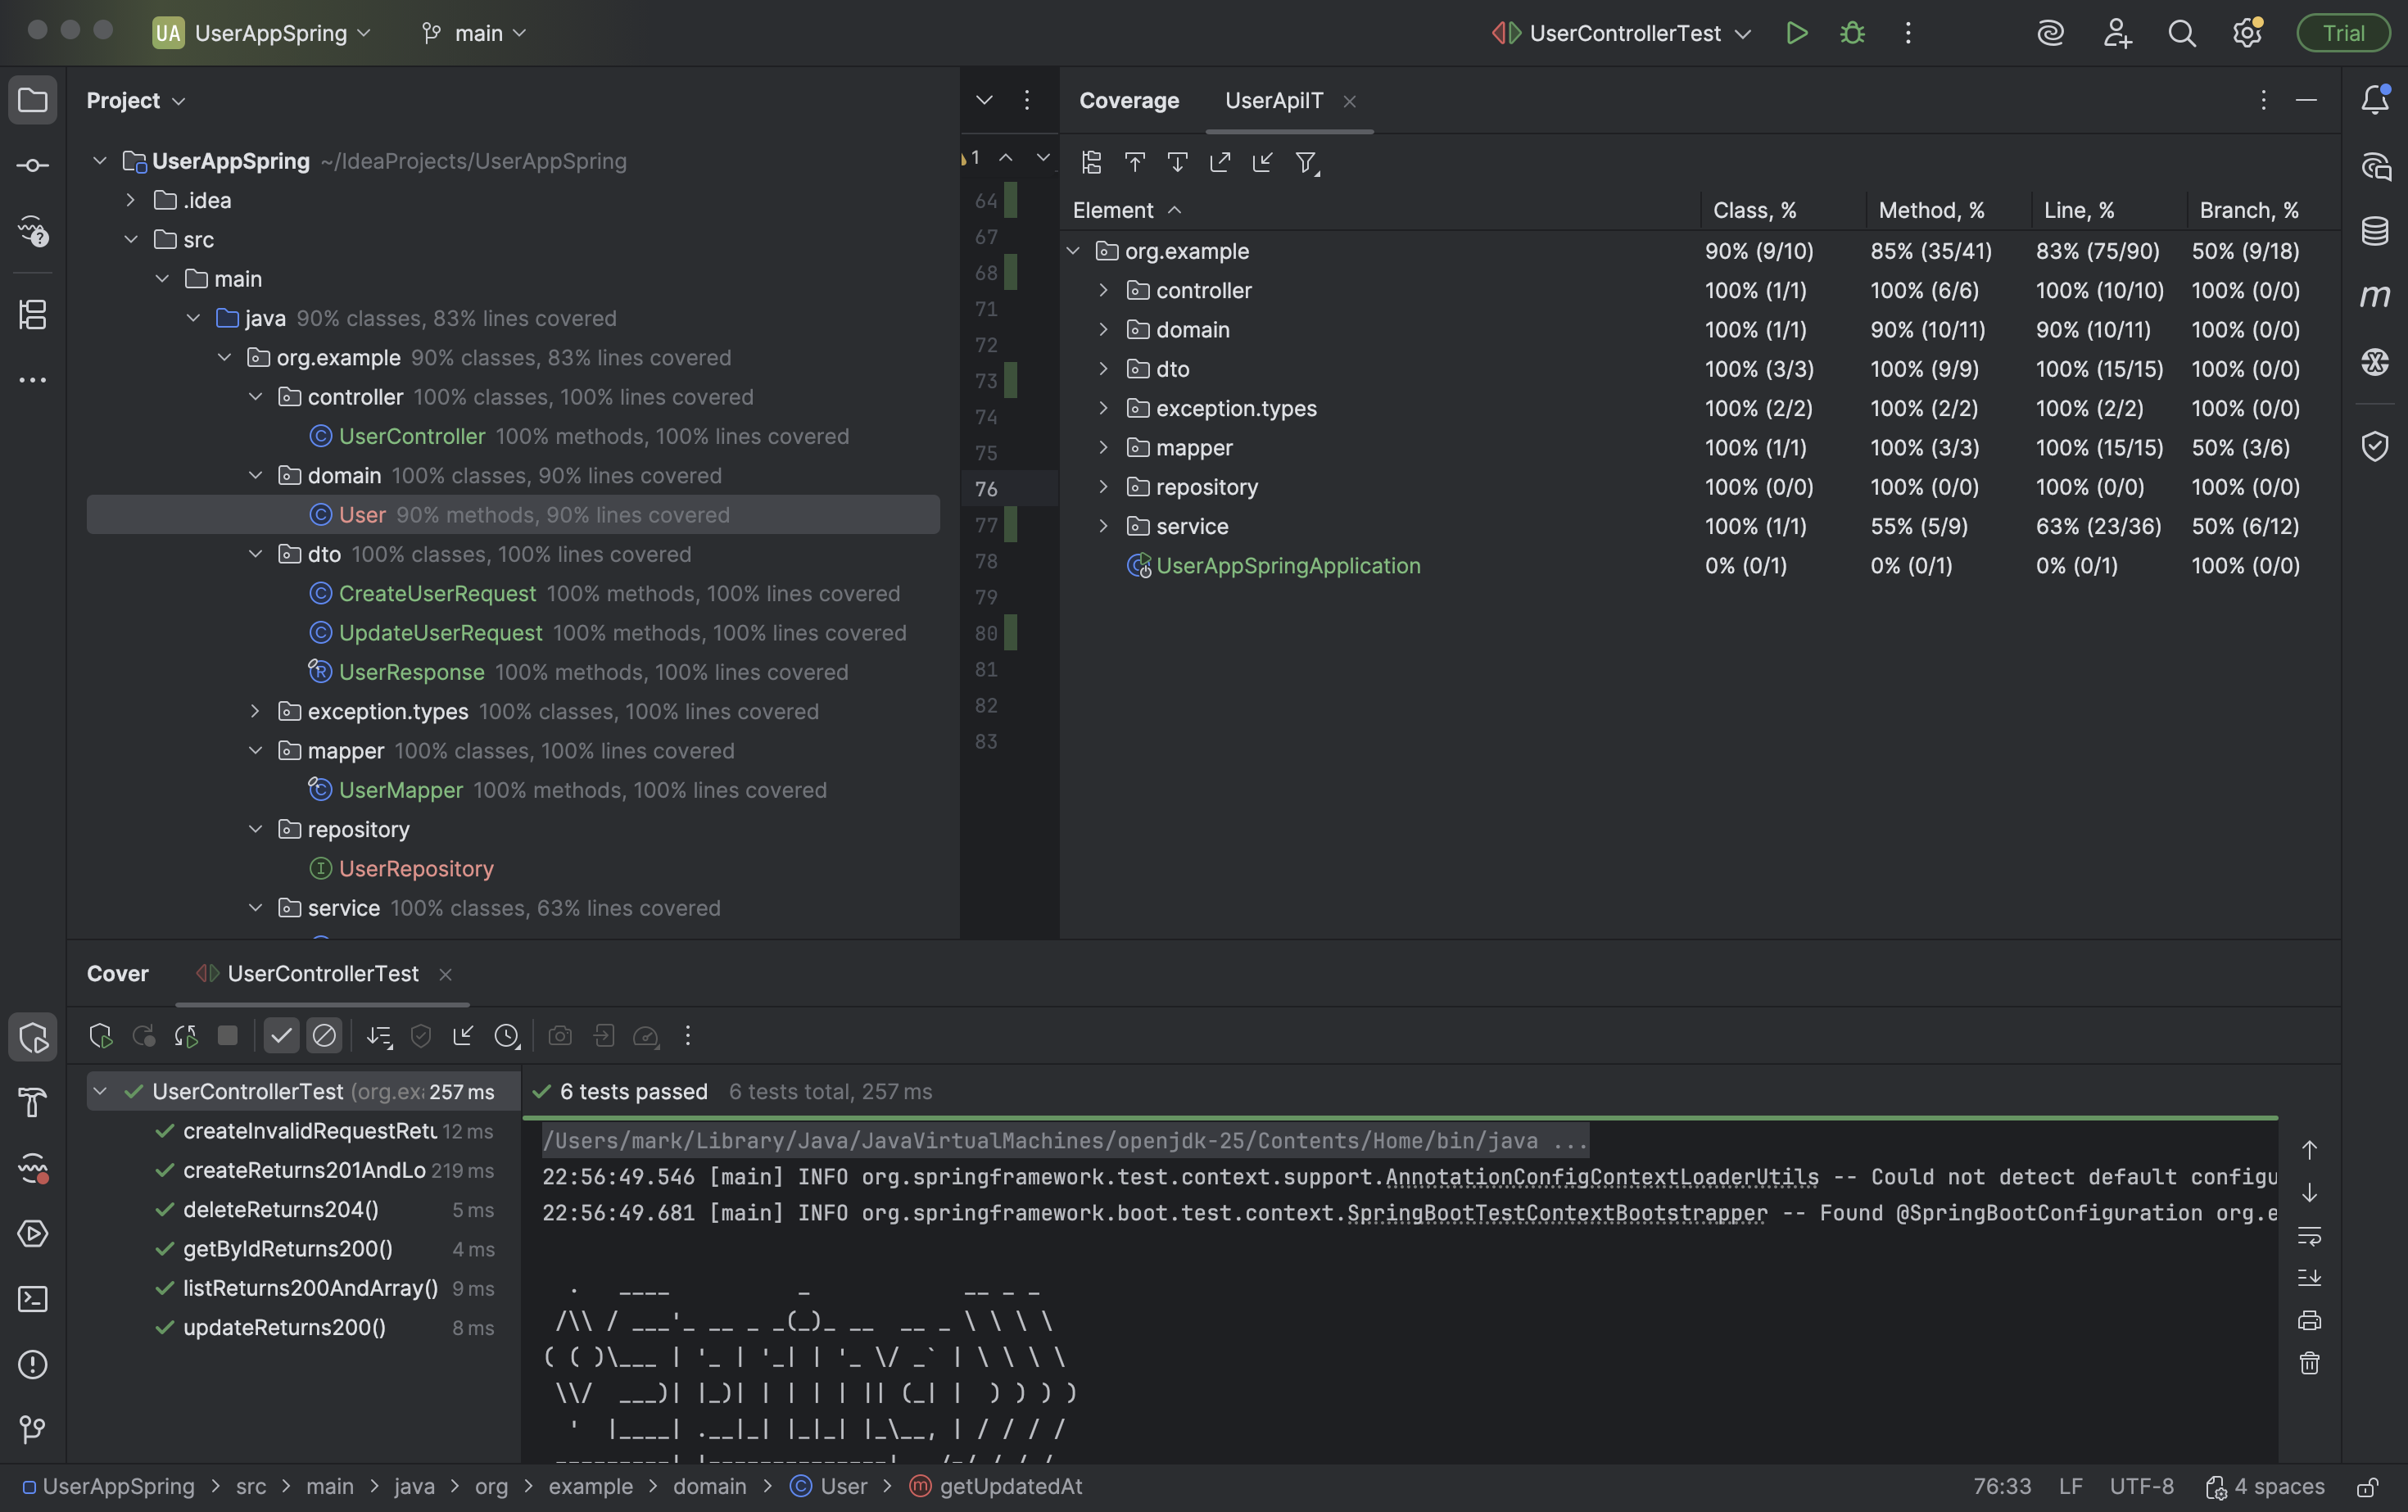 UA UserAppSpring main UserControllerTest Trial
Project
UserAppSpring ~/IdeaProjects/UserAppSpring
.idea
src
main
java 90% classes, 83% lines covered
org.example 90% classes, 83% lines covered
controller 100% classes, 100% lines covered
UserController 100% methods, 100% lines covered
domain 100% classes, 90% lines covered
User 90% methods, 90% lines covered
dto 100% classes, 100% lines covered
CreateUserRequest 100% methods, 100% lines covered
UpdateUserRequest 100% methods, 100% lines covered
UserResponse 100% methods, 100% lines covered
exception.types 100% classes, 100% lines covered
mapper 100% classes, 100% lines covered
UserMapper 100% methods, 100% lines covered
repository
UserRepository
service 100% classes, 63% lines covered
1
64
67
68
71
72
73
74
75
76
77
78
79
80
81
82
83
Coverage UserApiIT
Element Class, % Method, % Line, % Branch, %
org.example 90% (9/10) 85% (35/41) 83% (75/90) 50% (9/18)
controller 100% (1/1) 100% (6/6) 100% (10/10) 100% (0/0)
domain 100% (1/1) 90% (10/11) 90% (10/11) 100% (0/0)
dto 100% (3/3) 100% (9/9) 100% (15/15) 100% (0/0)
exception.types 100% (2/2) 100% (2/2) 100% (2/2) 100% (0/0)
mapper 100% (1/1) 100% (3/3) 100% (15/15) 50% (3/6)
repository 100% (0/0) 100% (0/0) 100% (0/0) 100% (0/0)
service 100% (1/1) 55% (5/9) 63% (23/36) 50% (6/12)
UserAppSpringApplication 0% (0/1) 0% (0/1) 0% (0/1) 100% (0/0)
Cover UserControllerTest
UserControllerTest (org.ex 257 ms
createInvalidRequestRetu 12 ms
createReturns201AndLo 219 ms
deleteReturns204() 5 ms
getByIdReturns200() 4 ms
listReturns200AndArray() 9 ms
updateReturns200() 8 ms
6 tests passed 6 tests total, 257 ms
/Users/mark/Library/Java/JavaVirtualMachines/openjdk-25/Contents/Home/bin/java ...
22:56:49.546 [main] INFO org.springframework.test.context.support.AnnotationConfigContextLoaderUtils -- Could not detect default configu
22:56:49.681 [main] INFO org.springframework.boot.test.context.SpringBootTestContextBootstrapper -- Found @SpringBootConfiguration org.e
UserAppSpring > src > main > java > org > example > domain > User > getUpdatedAt
76:33 LF UTF-8 4 spaces